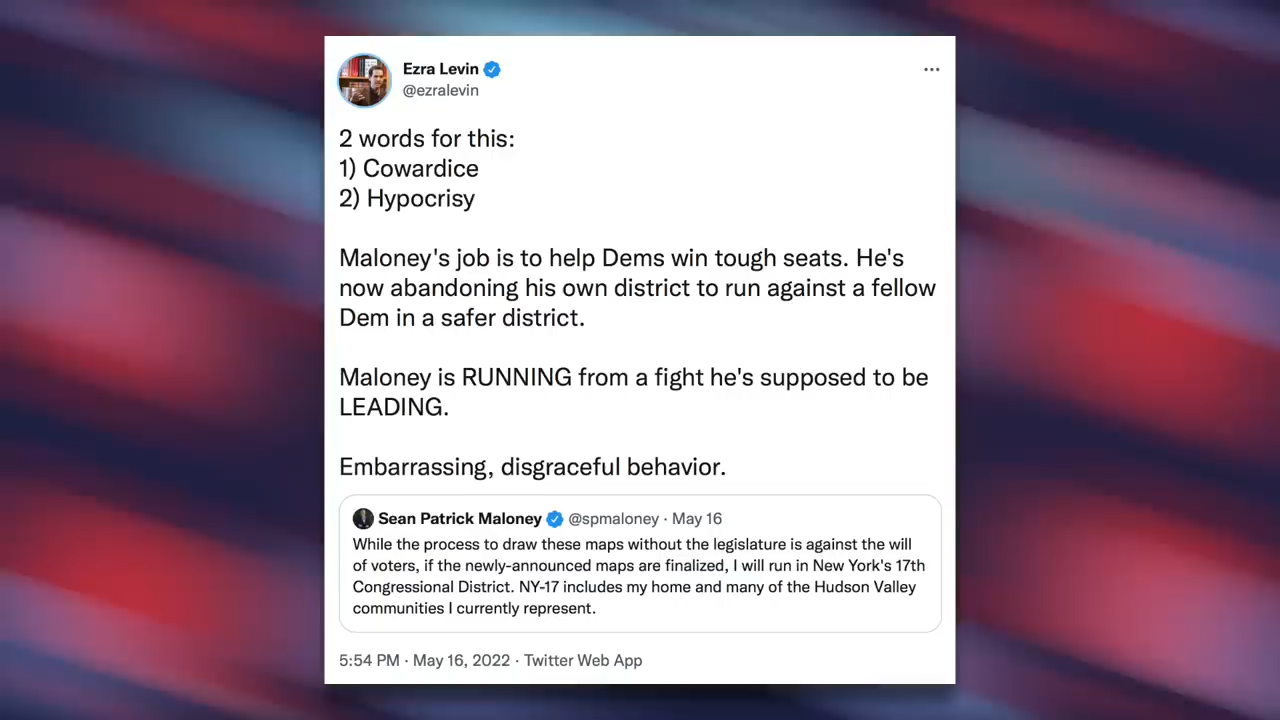 Ezra Levin
@ezralevin
2 words for this:
1) Cowardice
2) Hypocrisy
Maloney's job is to help Dems win tough seats. He's
now abandoning his own district to run against a fellow
Dem in a safer district.
Maloney is RUNNING from a fight he's supposed to be
LEADING.
Embarrassing, disgraceful behavior.
Sean Patrick Maloney @spmaloney · May 16
While the process to draw these maps without the legislature is against the will
of voters, if the newly-announced maps are finalized, I will run in New York's 17th
Congressional District. NY-17 includes my home and many of the Hudson Valley
communities I currently represent.
5:54 PM · May 16, 2022 · Twitter Web App